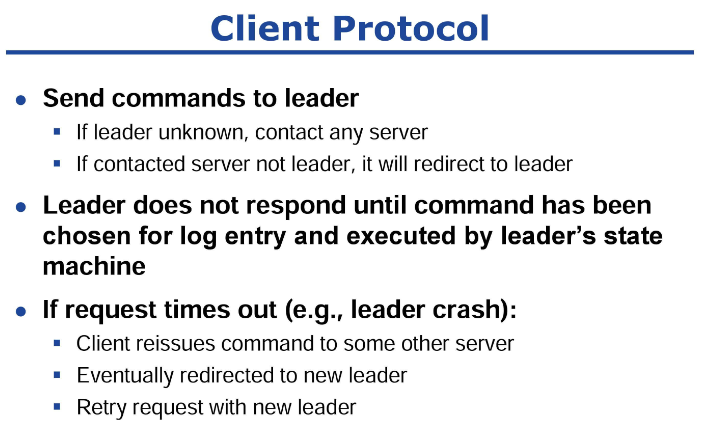 Client Protocol
● Send commands to leader
▪ If leader unknown, contact any server
▪ If contacted server not leader, it will redirect to leader
● Leader does not respond until command has been
chosen for log entry and executed by leader’s state
machine
● If request times out (e.g., leader crash):
▪ Client reissues command to some other server
▪ Eventually redirected to new leader
▪ Retry request with new leader